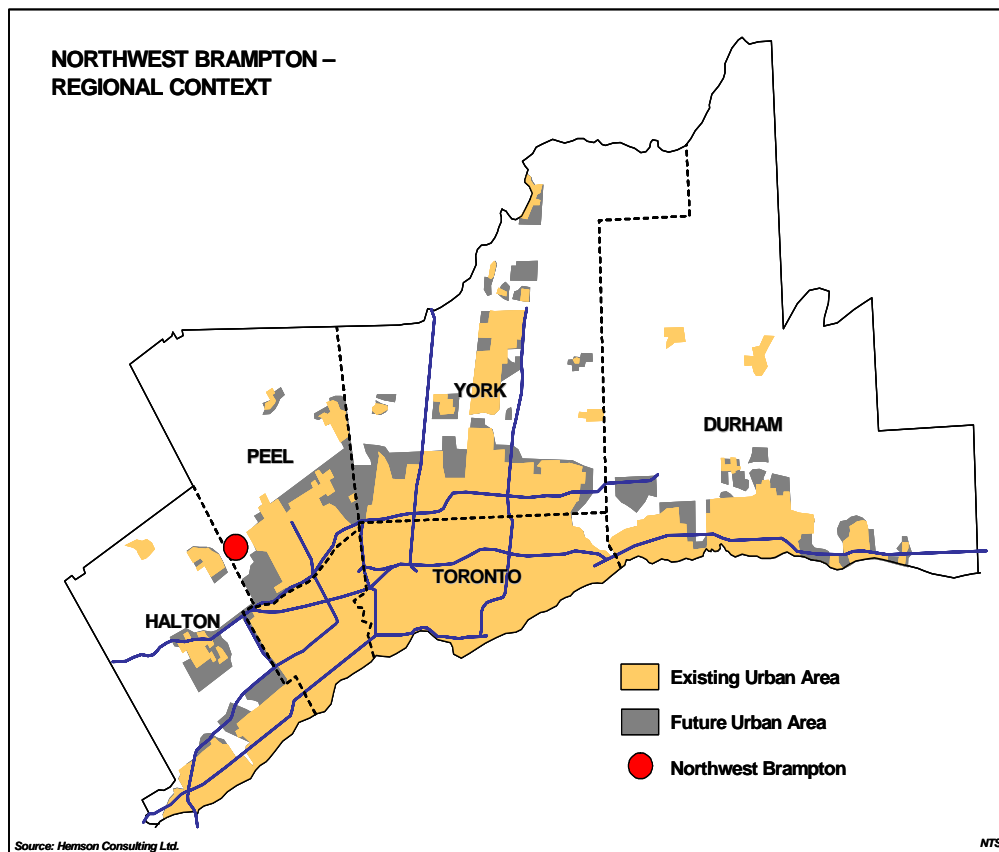 NORTHWEST BRAMPTON –
REGIONAL CONTEXT
YORK
DURHAM
PEEL
TORONTO
HALTON
Existing Urban Area
Future Urban Area
Northwest Brampton
Source: Hemson Consulting Ltd.
NTS